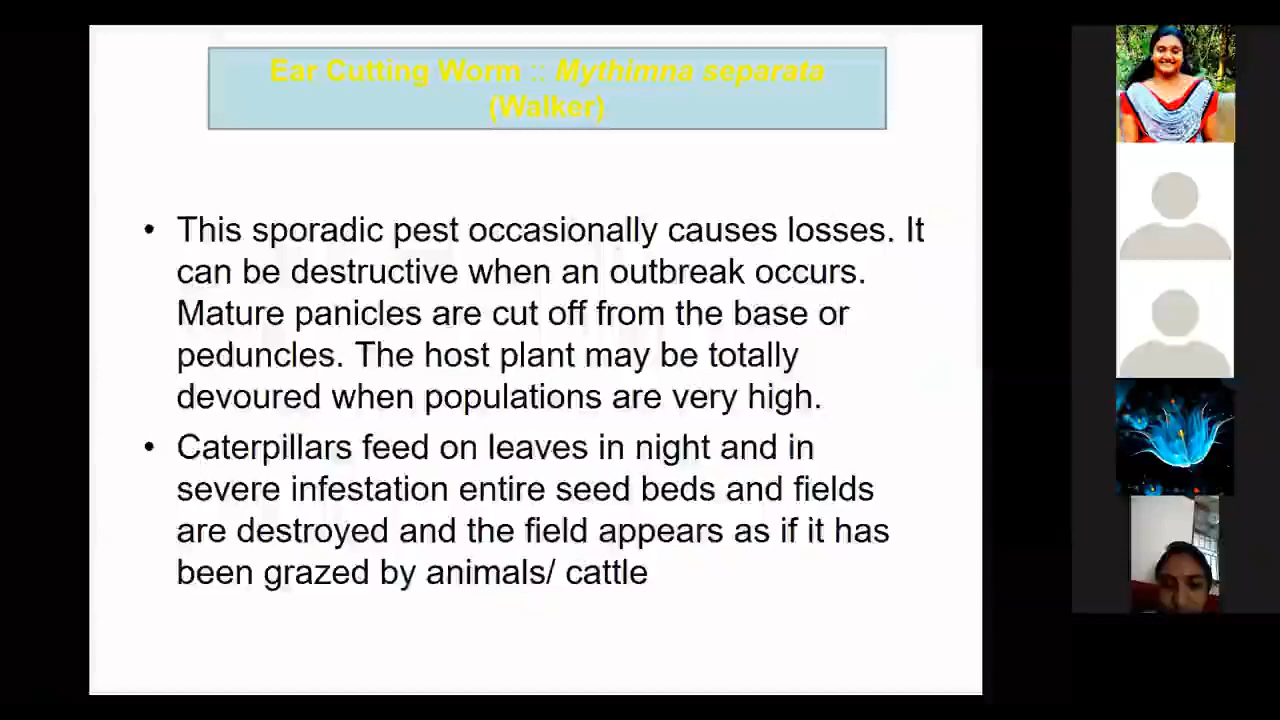 Ear Cutting Worm :: Mythimna separata
(Walker)
• This sporadic pest occasionally causes losses. It
can be destructive when an outbreak occurs.
Mature panicles are cut off from the base or
peduncles. The host plant may be totally
devoured when populations are very high.
• Caterpillars feed on leaves in night and in
severe infestation entire seed beds and fields
are destroyed and the field appears as if it has
been grazed by animals/ cattle